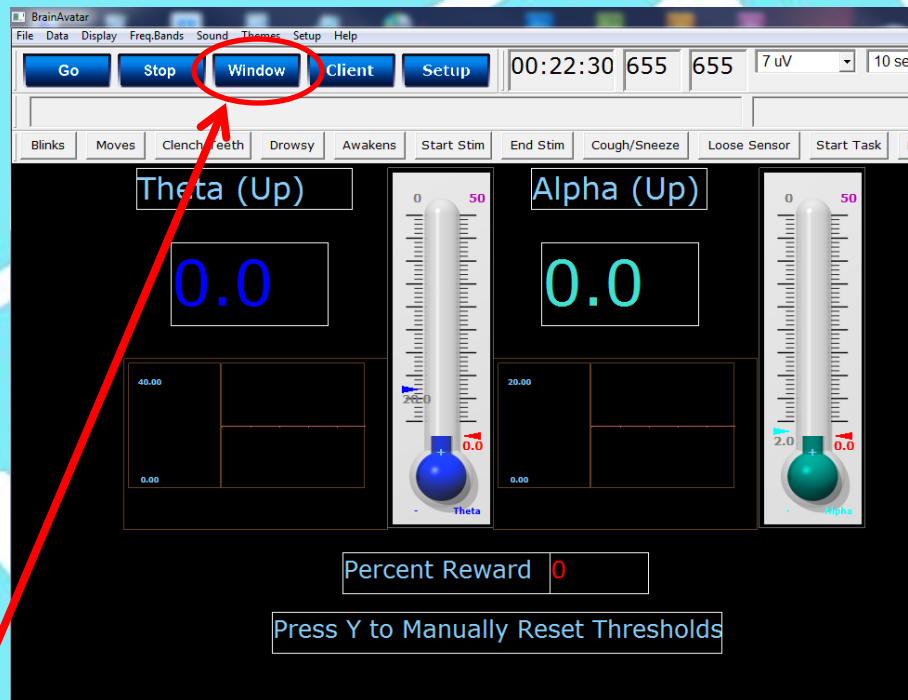 BrainAvatar
File Data Display Freq.Bands Sound Themes Setup Help
Go Stop Window Client Setup 00:22:30 655 655 7 uV 10 se
Blinks Moves Clench Teeth Drowsy Awakens Start Stim End Stim Cough/Sneeze Loose Sensor Start Task
Theta (Up) 0 50 Alpha (Up) 0 50
0.0 0.0
40.00 20.00
20.0
0.0 2.0 0.0
0.00 0.00
- Theta - Alpha
Percent Reward 0
Press Y to Manually Reset Thresholds